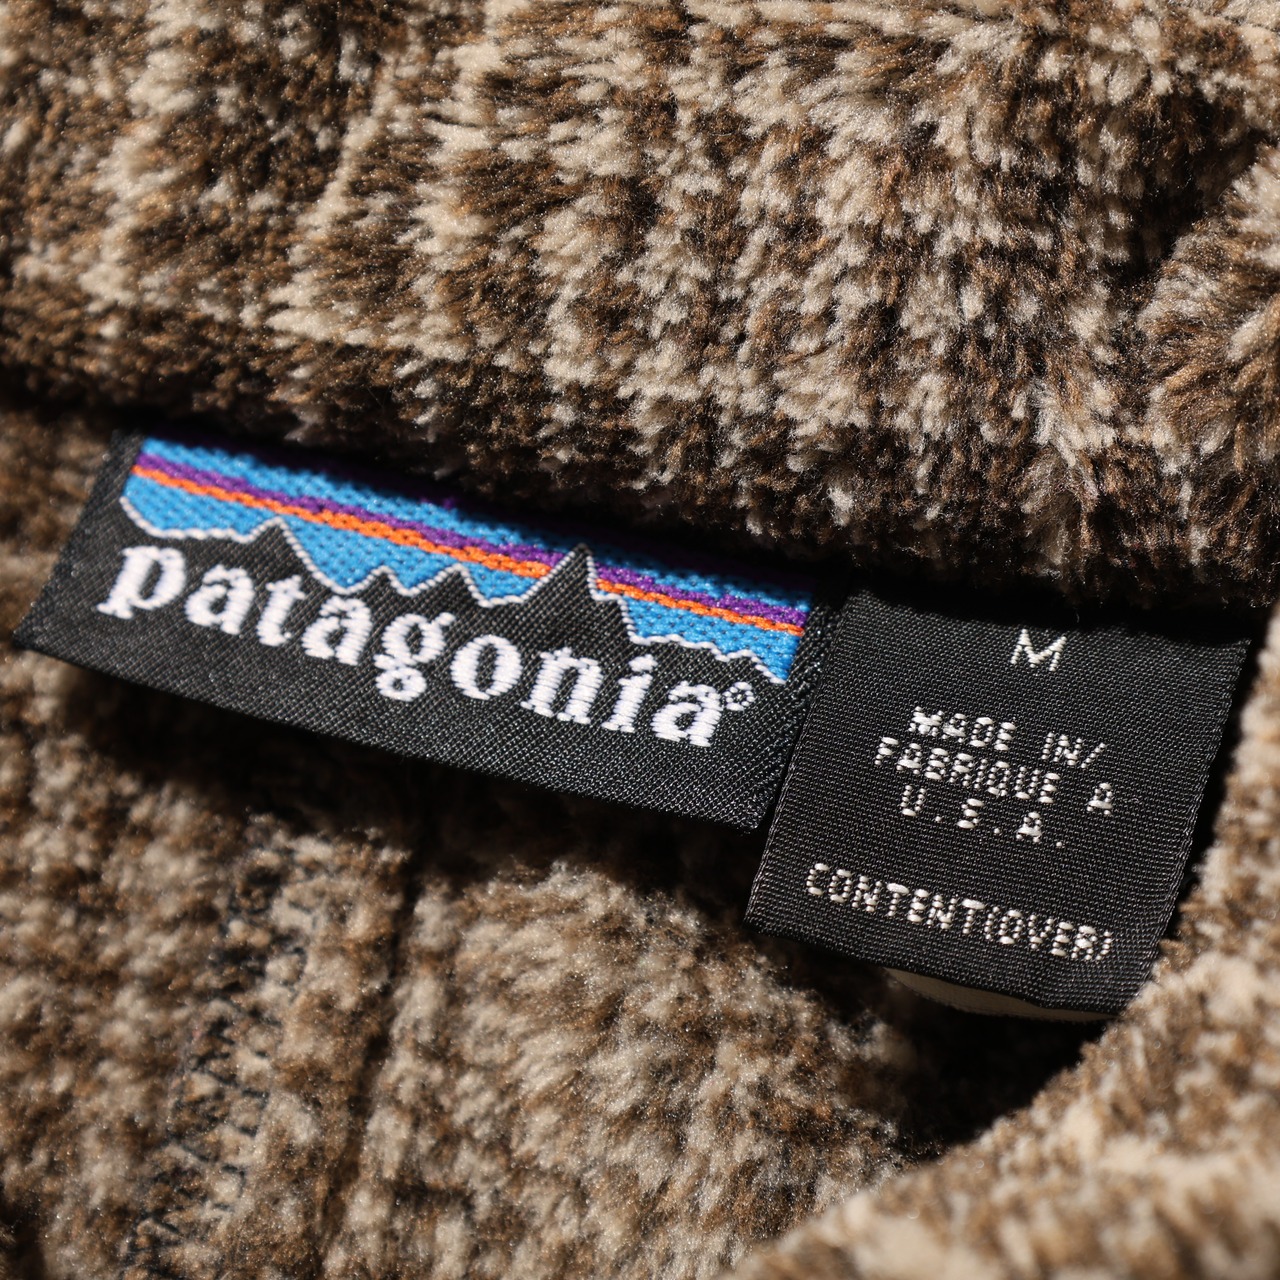 patagonia®
M
MADE IN/
FABRIQUE A
U.S.A.
CONTENT(OVER)